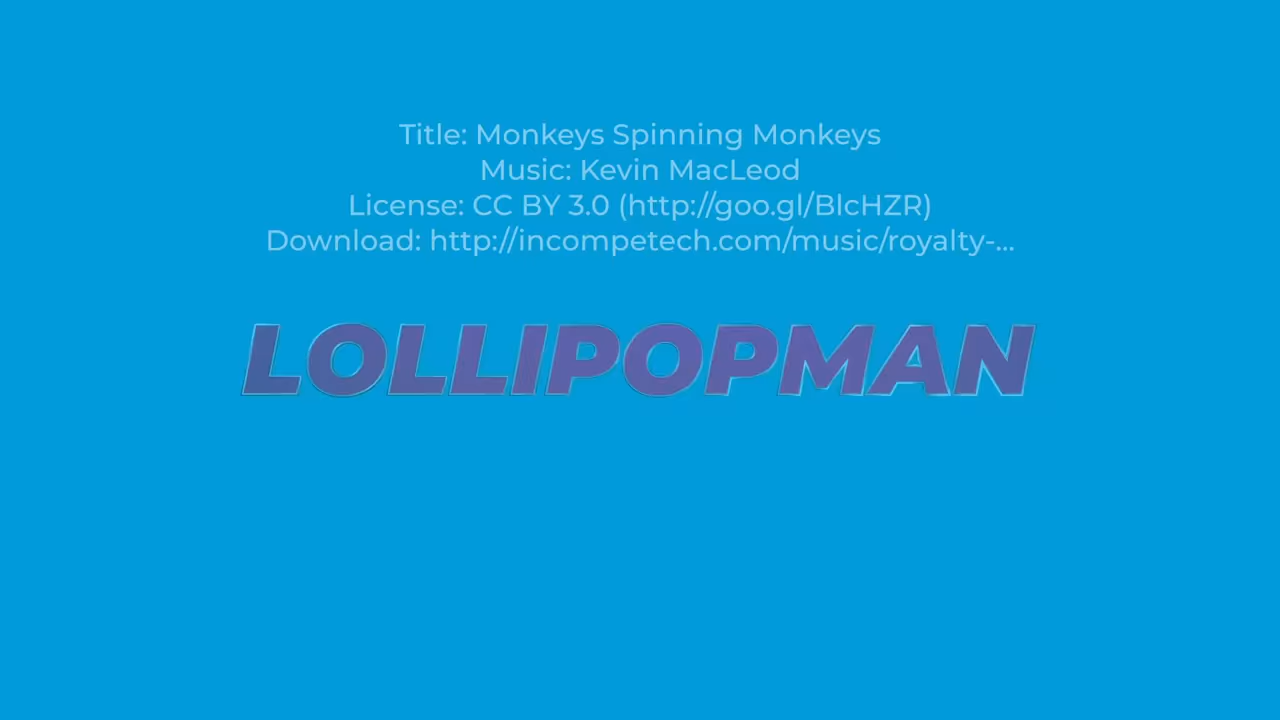 Title: Monkeys Spinning Monkeys
Music: Kevin MacLeod
License: CC BY 3.0 (http://goo.gl/BlcHZR)
Download: http://incompetech.com/music/royalty-...
LOLLIPOPMAN